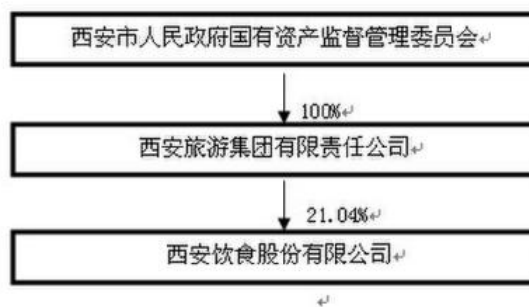 西安市人民政府国有资产监督管理委员会
100%
西安旅游集团有限责任公司
21.04%
西安饮食股份有限公司